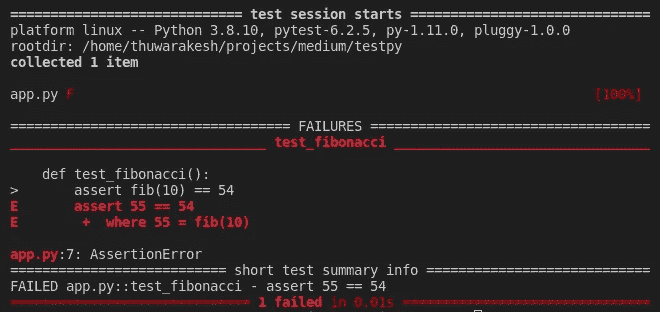 ============================= test session starts ==============================
platform linux -- Python 3.8.10, pytest-6.2.5, py-1.11.0, pluggy-1.0.0
rootdir: /home/thuwarakesh/projects/medium/testpy
collected 1 item

app.py F                                                                 [100%]

=================================== FAILURES ===================================
________________________________ test_fibonacci ________________________________

    def test_fibonacci():
>       assert fib(10) == 54
E       assert 55 == 54
E        +  where 55 = fib(10)

app.py:7: AssertionError
=========================== short test summary info ============================
FAILED app.py::test_fibonacci - assert 55 == 54
============================== 1 failed in 0.01s ===============================